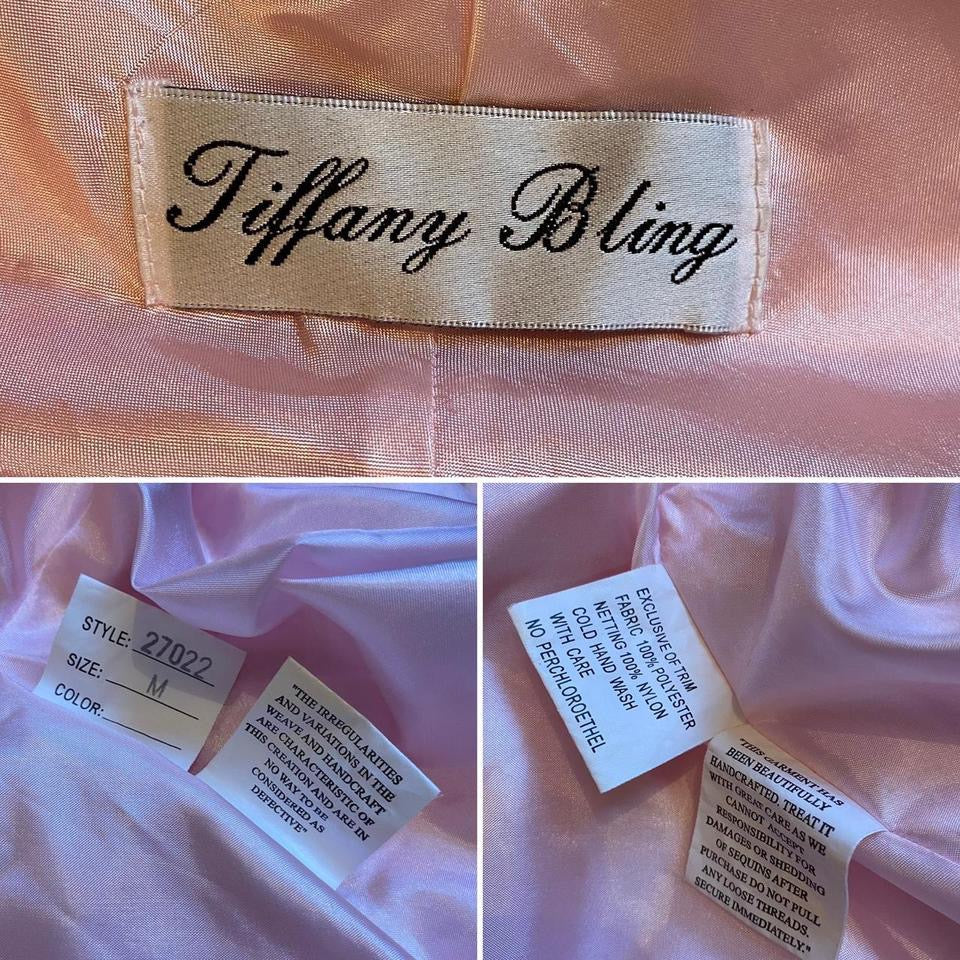 Tiffany Bling
STYLE: 27022
SIZE: M
COLOR:
"THE IRREGULARITIES
AND VARIATIONS IN THE
WEAVE AND HANDCRAFT
ARE CHARACTERISTIC OF
THIS CREATION AND ARE IN
NO WAY TO BE
CONSIDERED AS
DEFECTIVE"
EXCLUSIVE OF TRIM
FABRIC 100% POLYESTER
NETTING 100% NYLON
COLD HAND WASH
WITH CARE
NO PERCHLOROETHEL
"THIS GARMENT HAS
BEEN BEAUTIFULLY
HANDCRAFTED. TREAT IT
WITH GREAT CARE AS WE
CANNOT ACCEPT
RESPONSIBILITY FOR
DAMAGES OR SHEDDING
OF SEQUINS AFTER
PURCHASE DO NOT PULL
ANY LOOSE THREADS.
SECURE IMMEDIATELY."